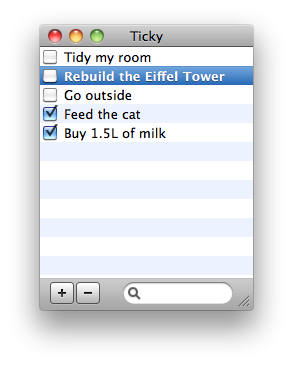 Ticky
Tidy my room
Rebuild the Eiffel Tower
Go outside
Feed the cat
Buy 1.5L of milk